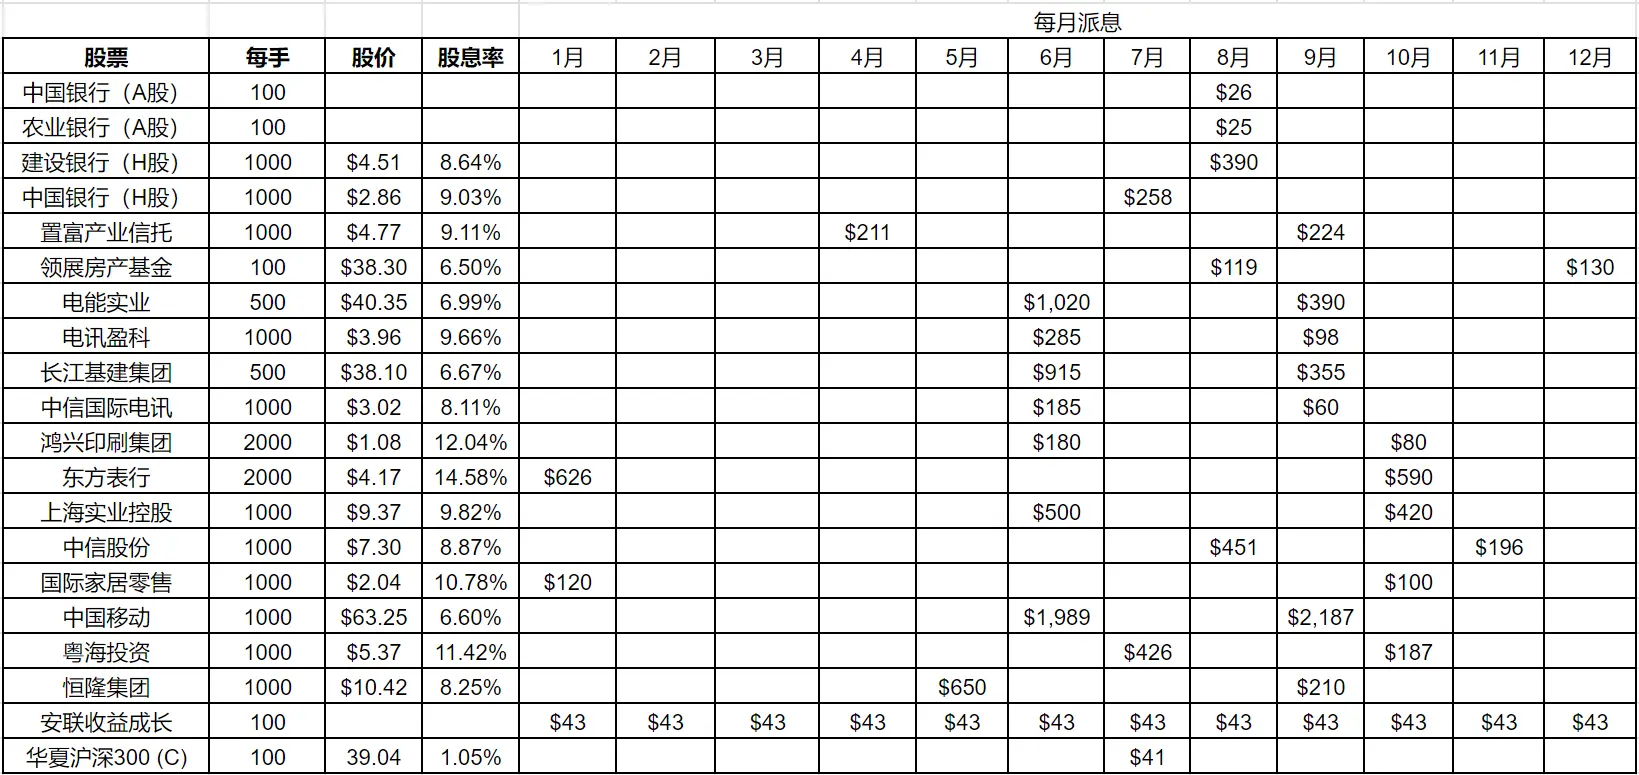 每月派息
股票 每手 股价 股息率 1月 2月 3月 4月 5月 6月 7月 8月 9月 10月 11月 12月
中国银行（A股） 100 $26
农业银行（A股） 100 $25
建设银行（H股） 1000 $4.51 8.64% $390
中国银行（H股） 1000 $2.86 9.03% $258
置富产业信托 1000 $4.77 9.11% $211 $224
领展房产基金 100 $38.30 6.50% $119 $130
电能实业 500 $40.35 6.99% $1,020 $390
电讯盈科 1000 $3.96 9.66% $285 $98
长江基建集团 500 $38.10 6.67% $915 $355
中信国际电讯 1000 $3.02 8.11% $185 $60
鸿兴印刷集团 2000 $1.08 12.04% $180 $80
东方表行 2000 $4.17 14.58% $626 $590
上海实业控股 1000 $9.37 9.82% $500 $420
中信股份 1000 $7.30 8.87% $451 $196
国际家居零售 1000 $2.04 10.78% $120 $100
中国移动 1000 $63.25 6.60% $1,989 $2,187
粤海投资 1000 $5.37 11.42% $426 $187
恒隆集团 1000 $10.42 8.25% $650 $210
安联收益成长 100 $43 $43 $43 $43 $43 $43 $43 $43 $43 $43 $43 $43
华夏沪深300 (C) 100 39.04 1.05% $41